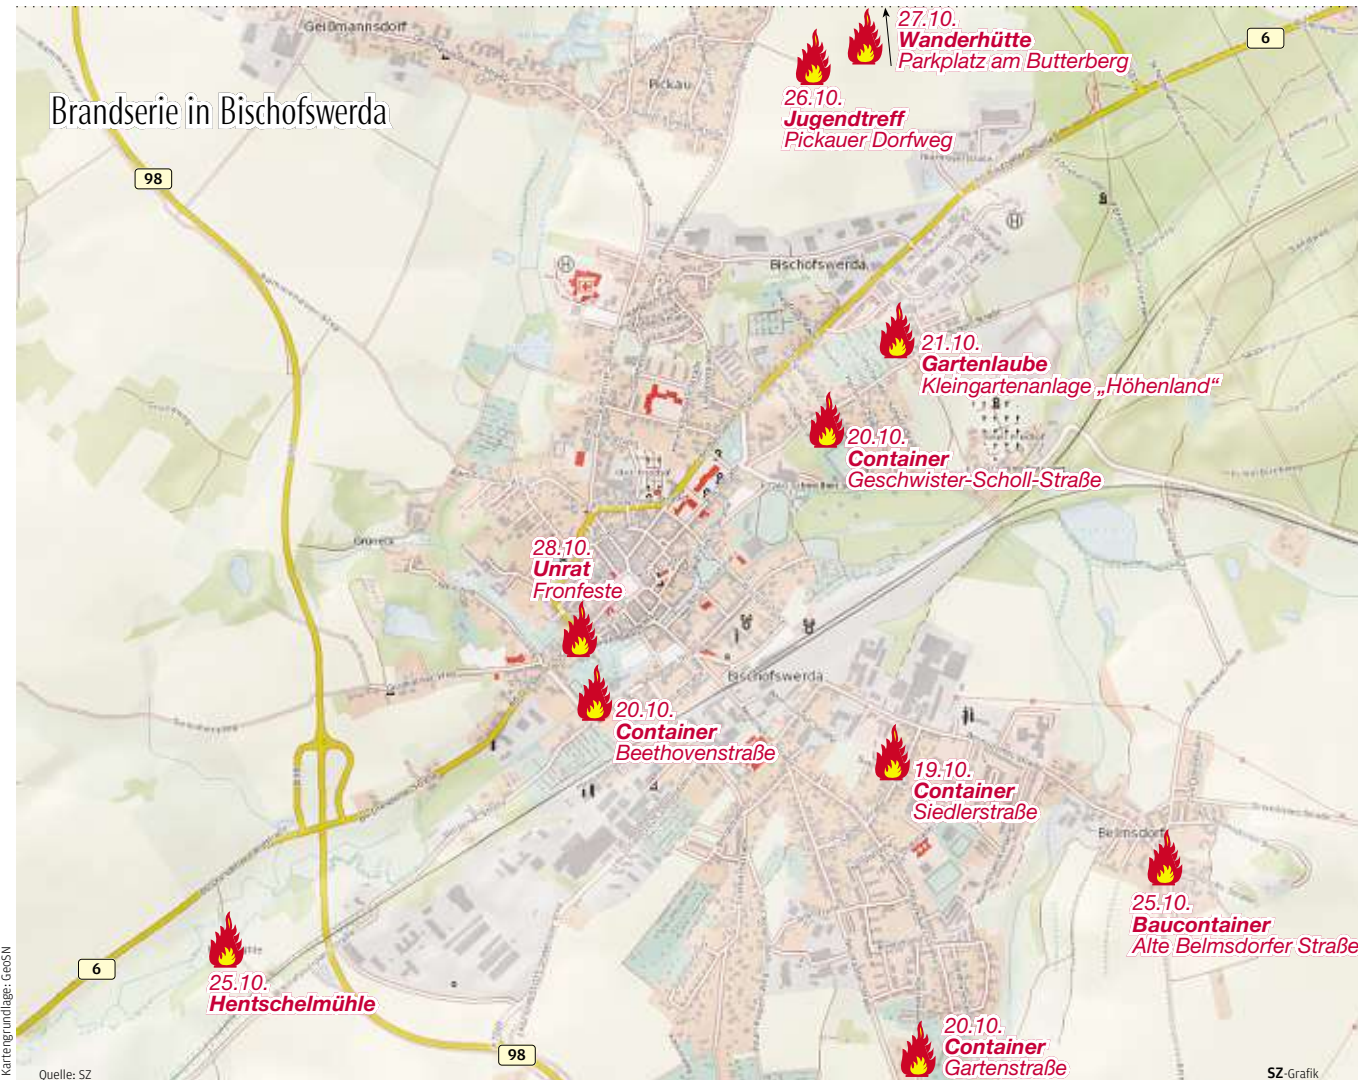 Brandserie in Bischofswerda
27.10.
Wanderhütte
Parkplatz am Butterberg
6
26.10.
Jugendtreff
Pickauer Dorfweg
Geißmannsdorf
Pickau
98
Bischofswerda
21.10.
Gartenlaube
Kleingartenanlage „Höhenland“
20.10.
Container
Geschwister-Scholl-Straße
28.10.
Unrat
Fronfeste
Bischofswerda
20.10.
Container
Beethovenstraße
19.10.
Container
Siedlerstraße
Belmsdorf
25.10.
Baucontainer
Alte Belmsdorfer Straße
6
25.10.
Hentschelmühle
98
20.10.
Container
Gartenstraße
Kartengrundlage: GeoSN
Quelle: SZ
SZ-Grafik